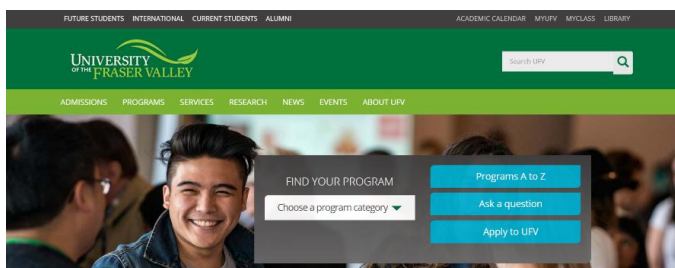 FUTURE STUDENTS INTERNATIONAL CURRENT STUDENTS ALUMNI
ACADEMIC CALENDAR MYUFV MYCLASS LIBRARY
UNIVERSITY
OF THE FRASER VALLEY
Search UFV
ADMISSIONS PROGRAMS SERVICES RESEARCH NEWS EVENTS ABOUT UFV
FIND YOUR PROGRAM
Choose a program category
Programs A to Z
Ask a question
Apply to UFV